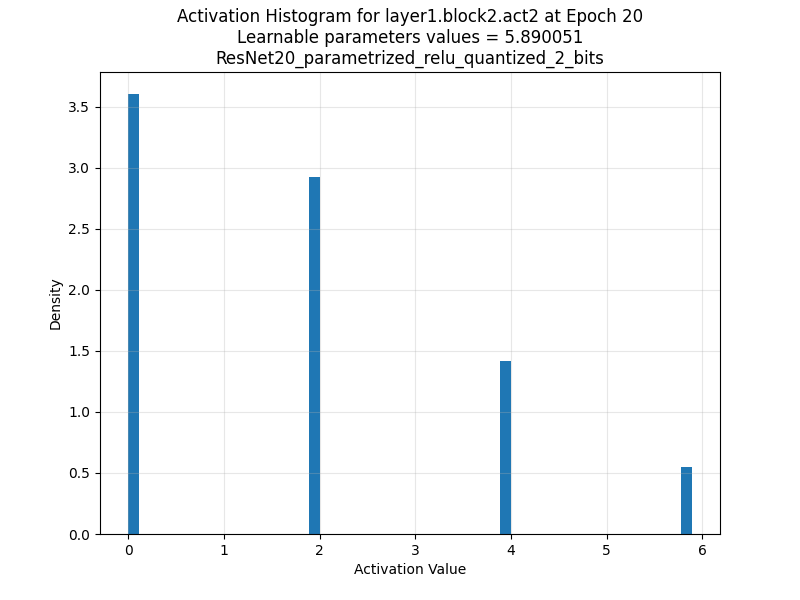 Activation Histogram for layer1.block2.act2 at Epoch 20
Learnable parameters values = 5.890051
ResNet20_parametrized_relu_quantized_2_bits
3.5
3.0
2.5
2.0
1.5
1.0
0.5
0.0
Density
0 1 2 3 4 5 6
Activation Value